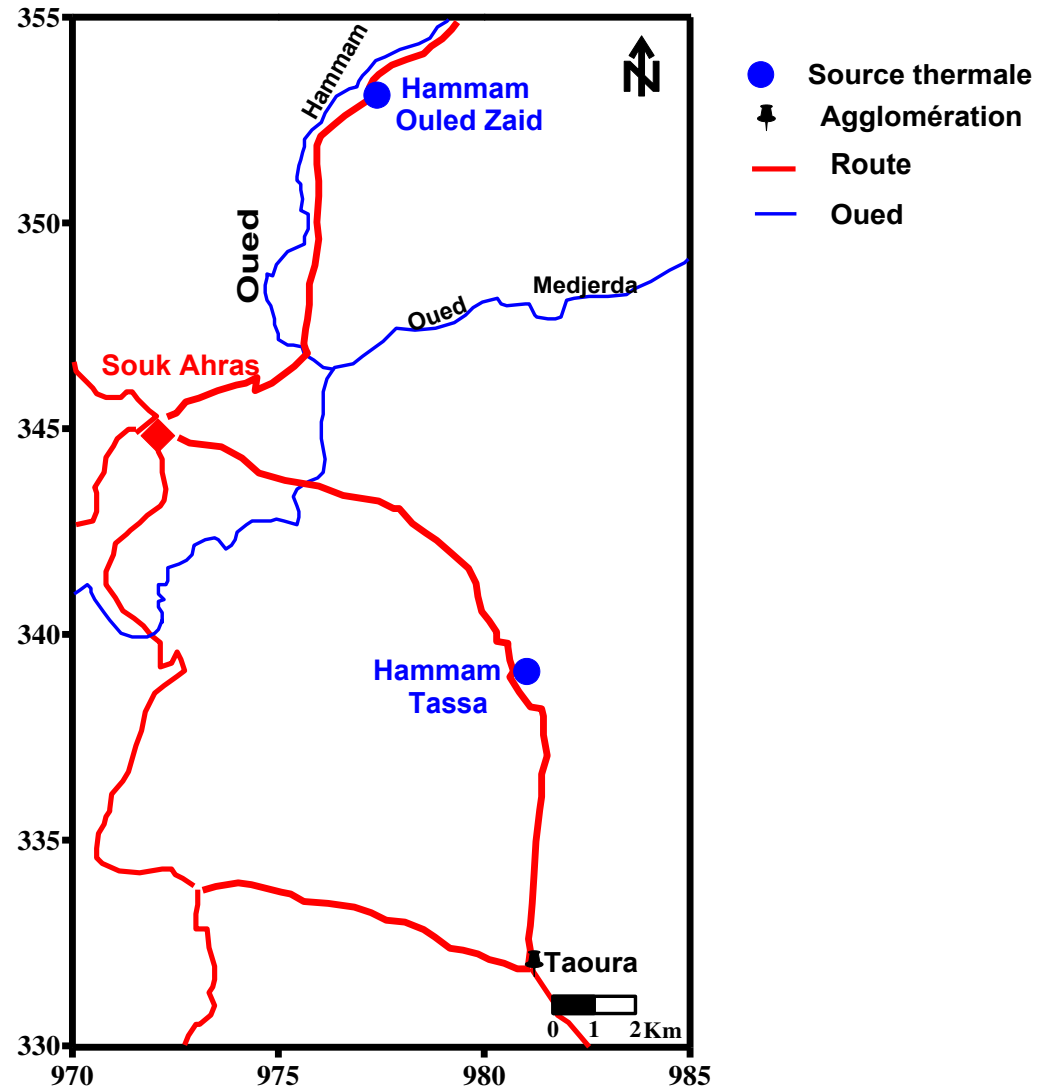 355
350
345
340
335
330
970
975
980
985
N
Hammam
Hammam
Ouled Zaid
Oued
Oued
Medjerda
Souk Ahras
Hammam
Tassa
Taoura
0 1 2 Km
Source thermale
Agglomération
Route
Oued